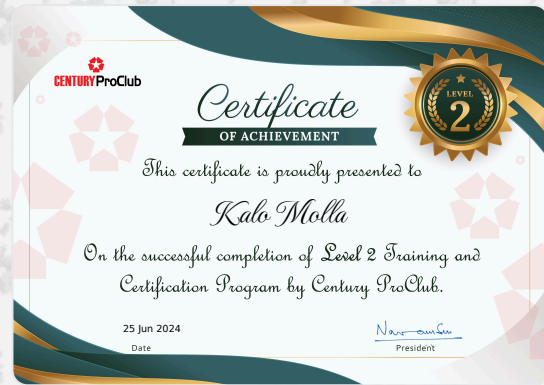 CENTURY ProClub
Certificate
OF ACHIEVEMENT
LEVEL
2
This certificate is proudly presented to
Kalo Molla
On the successful completion of Level 2 Training and
Certification Program by Century ProClub.
25 Jun 2024
Date
President